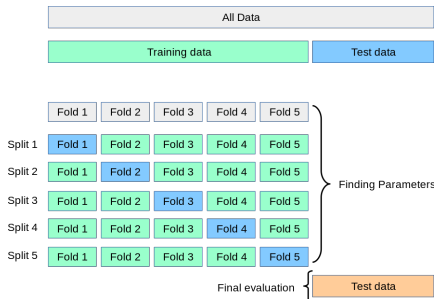 All Data
Training data Test data
Fold 1 Fold 2 Fold 3 Fold 4 Fold 5
Split 1 Fold 1 Fold 2 Fold 3 Fold 4 Fold 5
Split 2 Fold 1 Fold 2 Fold 3 Fold 4 Fold 5
Finding Parameters
Split 3 Fold 1 Fold 2 Fold 3 Fold 4 Fold 5
Split 4 Fold 1 Fold 2 Fold 3 Fold 4 Fold 5
Split 5 Fold 1 Fold 2 Fold 3 Fold 4 Fold 5
Final evaluation Test data